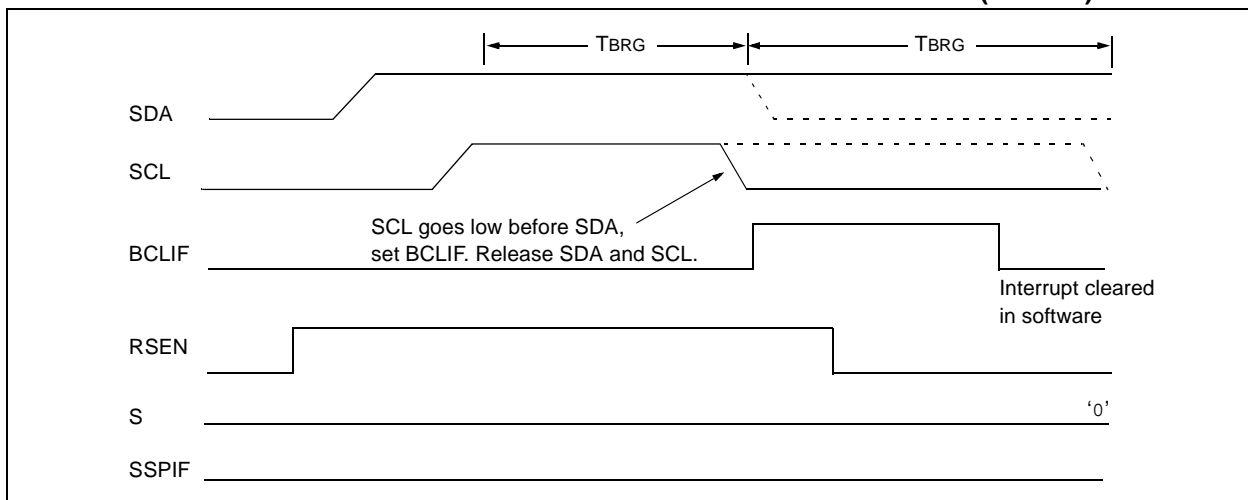 TBRG TBRG
SDA
SCL
SCL goes low before SDA,
set BCLIF. Release SDA and SCL.
BCLIF
Interrupt cleared
in software
RSEN
S ‘0’
SSPIF